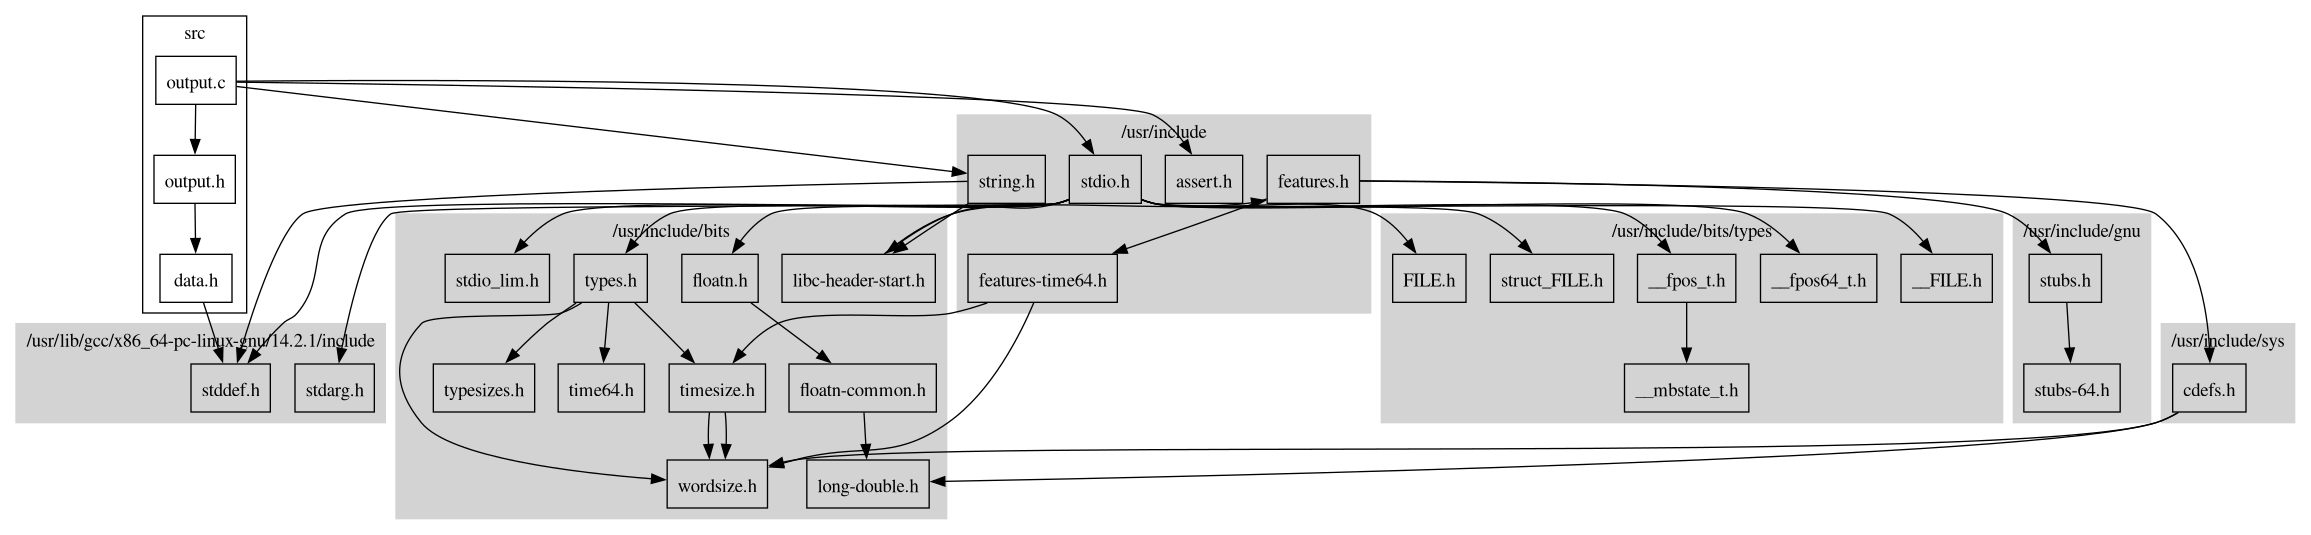 src
output.c
/usr/include
output.h
string.h
stdio.h
assert.h
features.h
/usr/include/bits
/usr/include/bits/types
/usr/include/gnu
data.h
stdio_lim.h
types.h
floatn.h
libc-header-start.h
features-time64.h
FILE.h
struct_FILE.h
__fpos_t.h
__fpos64_t.h
__FILE.h
stubs.h
/usr/lib/gcc/x86_64-pc-linux-gnu/14.2.1/include
/usr/include/sys
stddef.h
stdarg.h
typesizes.h
time64.h
timesize.h
floatn-common.h
__mbstate_t.h
stubs-64.h
cdefs.h
wordsize.h
long-double.h